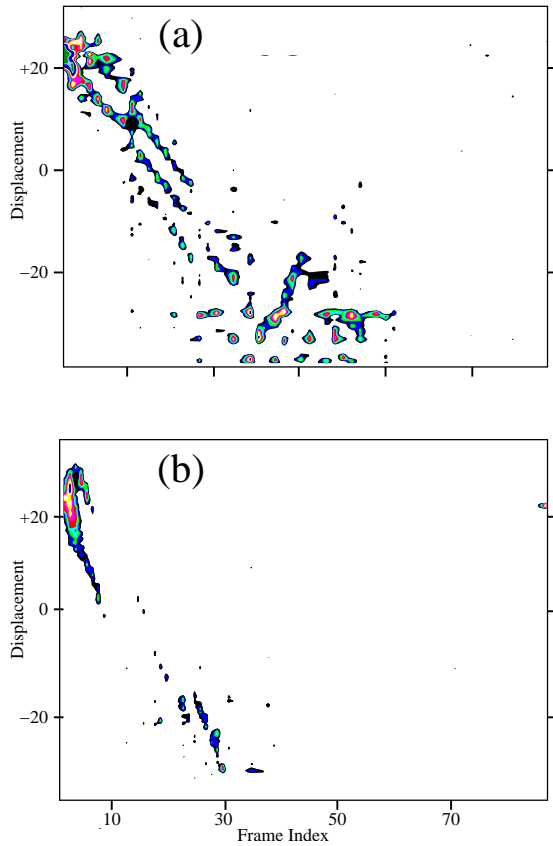 (a)
+20
0
−20
Displacement
(b)
+20
0
−20
Displacement
10 30 50 70
Frame Index